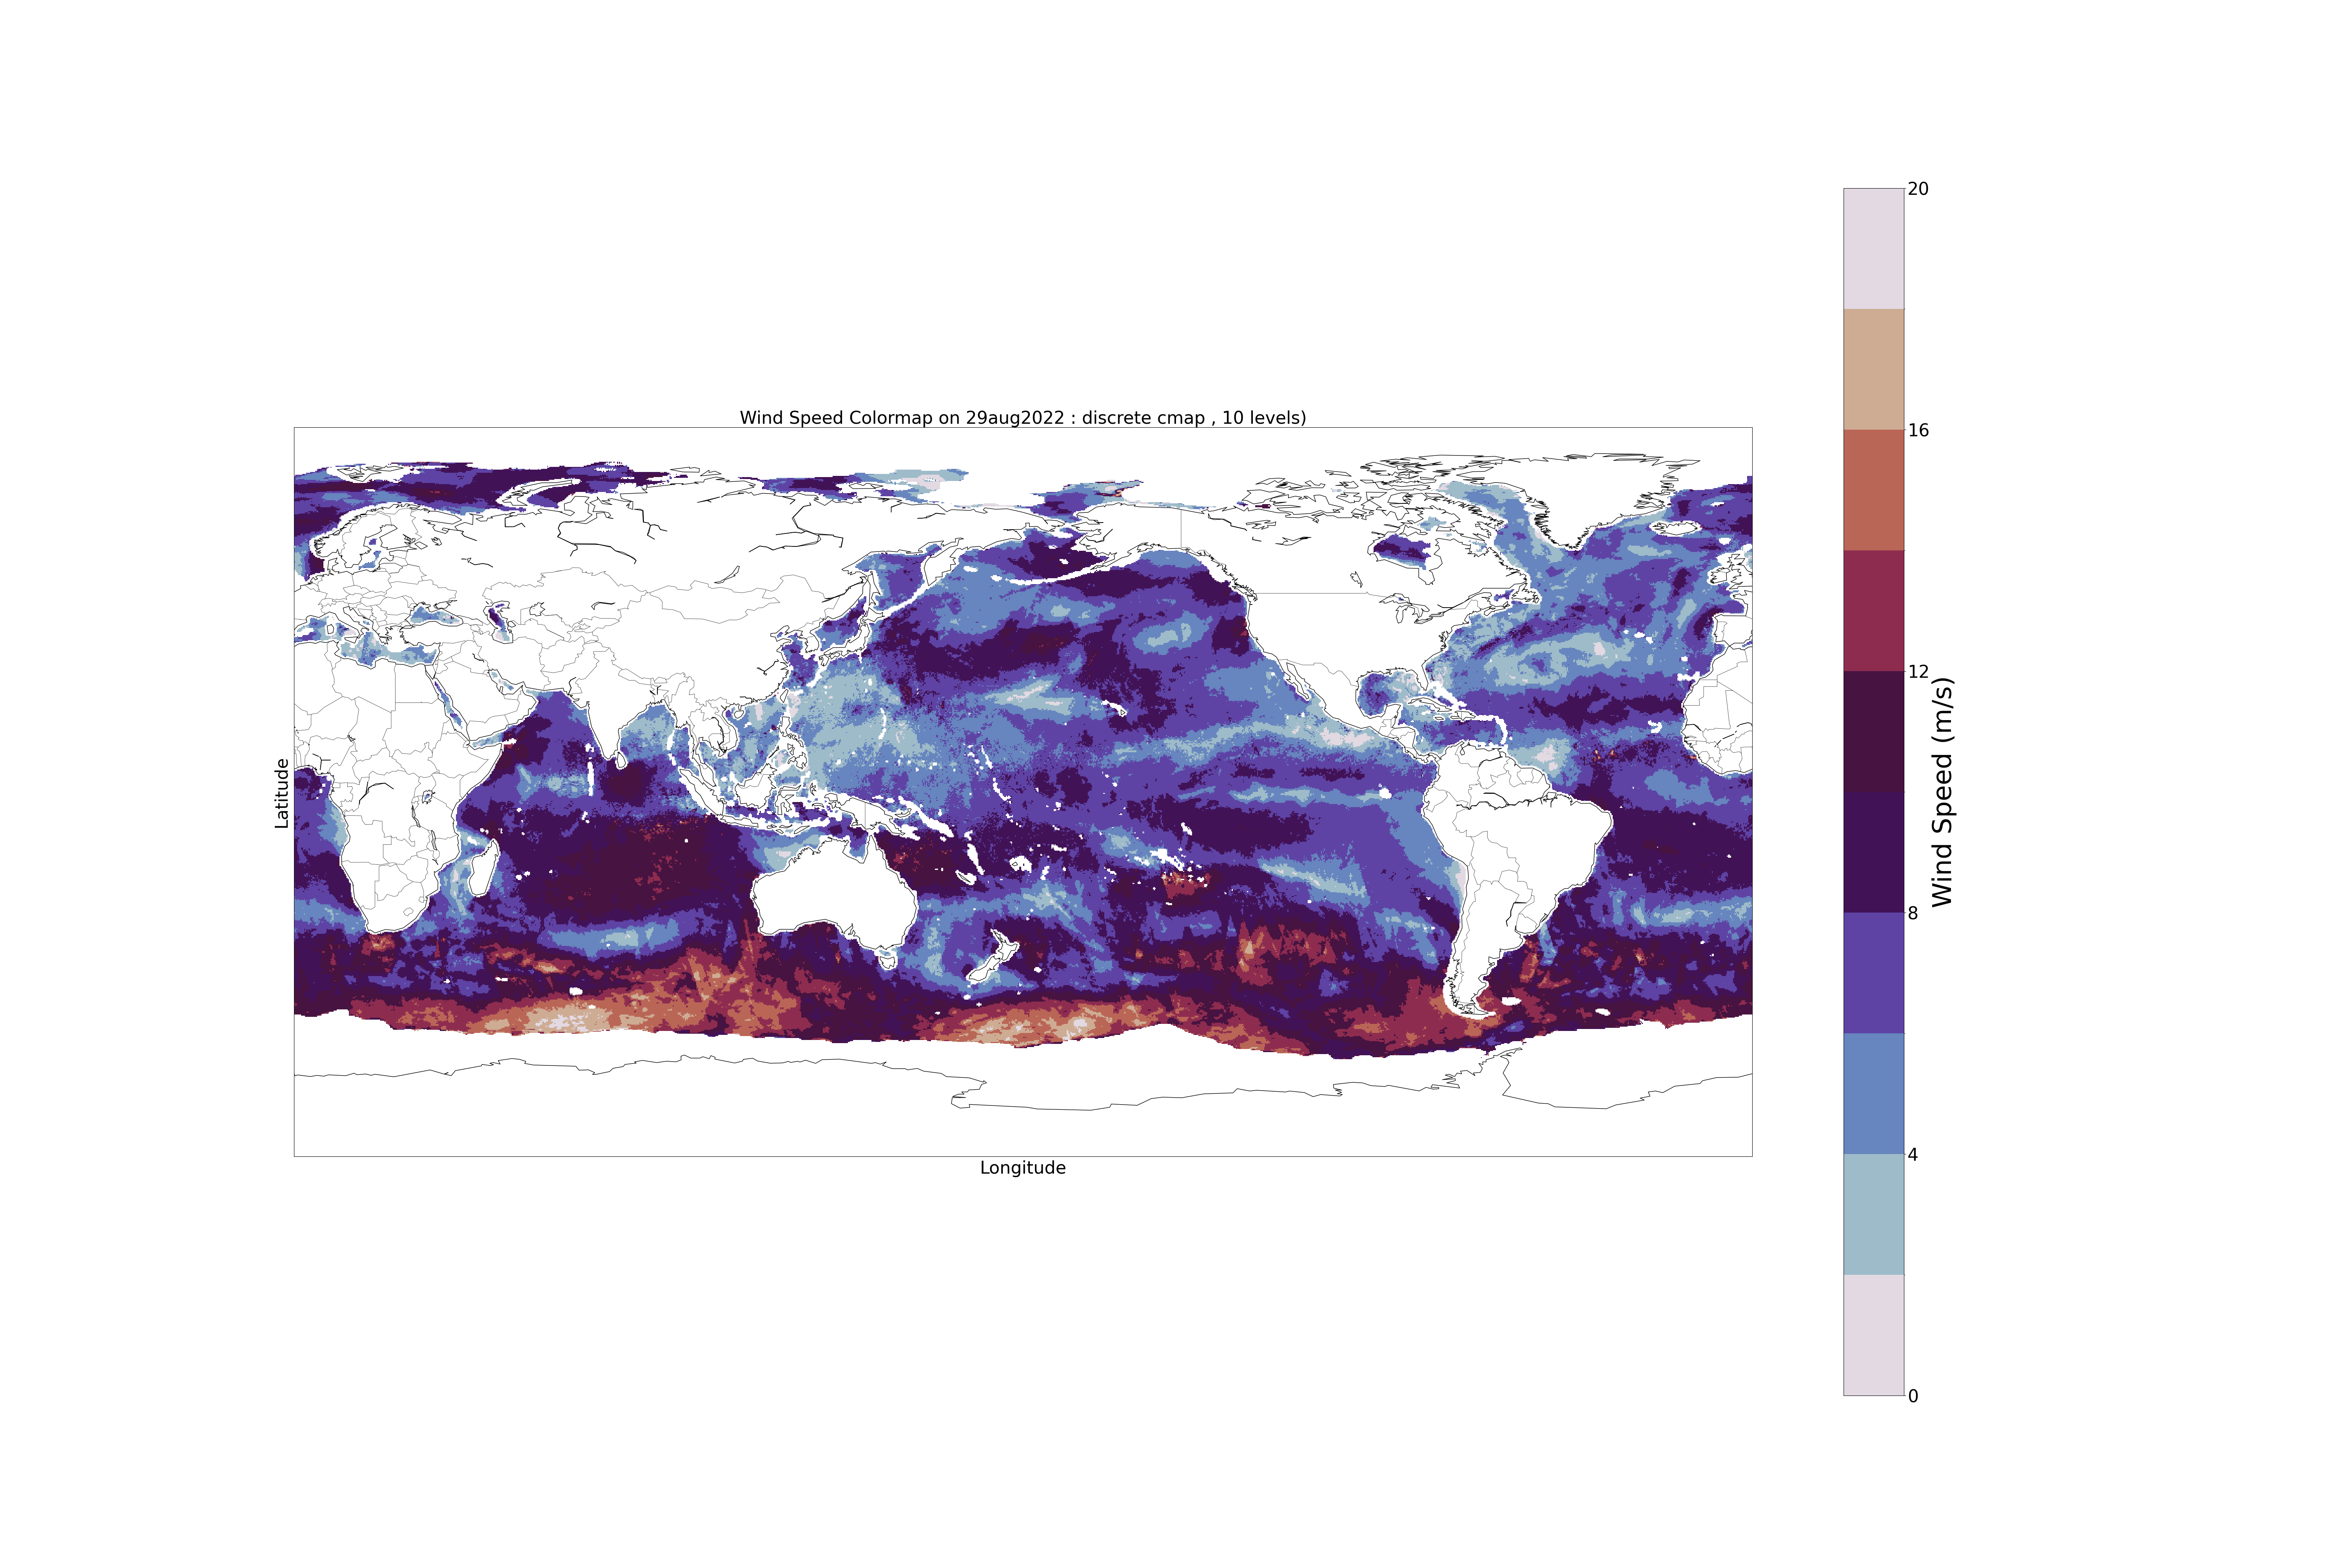 Wind Speed Colormap on 29aug2022 : discrete cmap , 10 levels)
Latitude
Longitude
20
16
12
8
4
0
Wind Speed (m/s)